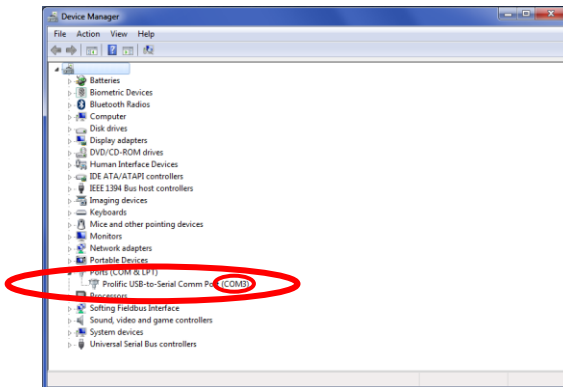 Device Manager
File Action View Help
Batteries
Biometric Devices
Bluetooth Radios
Computer
Disk drives
Display adapters
DVD/CD-ROM drives
Human Interface Devices
IDE ATA/ATAPI controllers
IEEE 1394 Bus host controllers
Imaging devices
Keyboards
Mice and other pointing devices
Monitors
Network adapters
Portable Devices
Ports (COM & LPT)
Prolific USB-to-Serial Comm Port (COM3)
Processors
Softing Fieldbus Interface
Sound, video and game controllers
System devices
Universal Serial Bus controllers